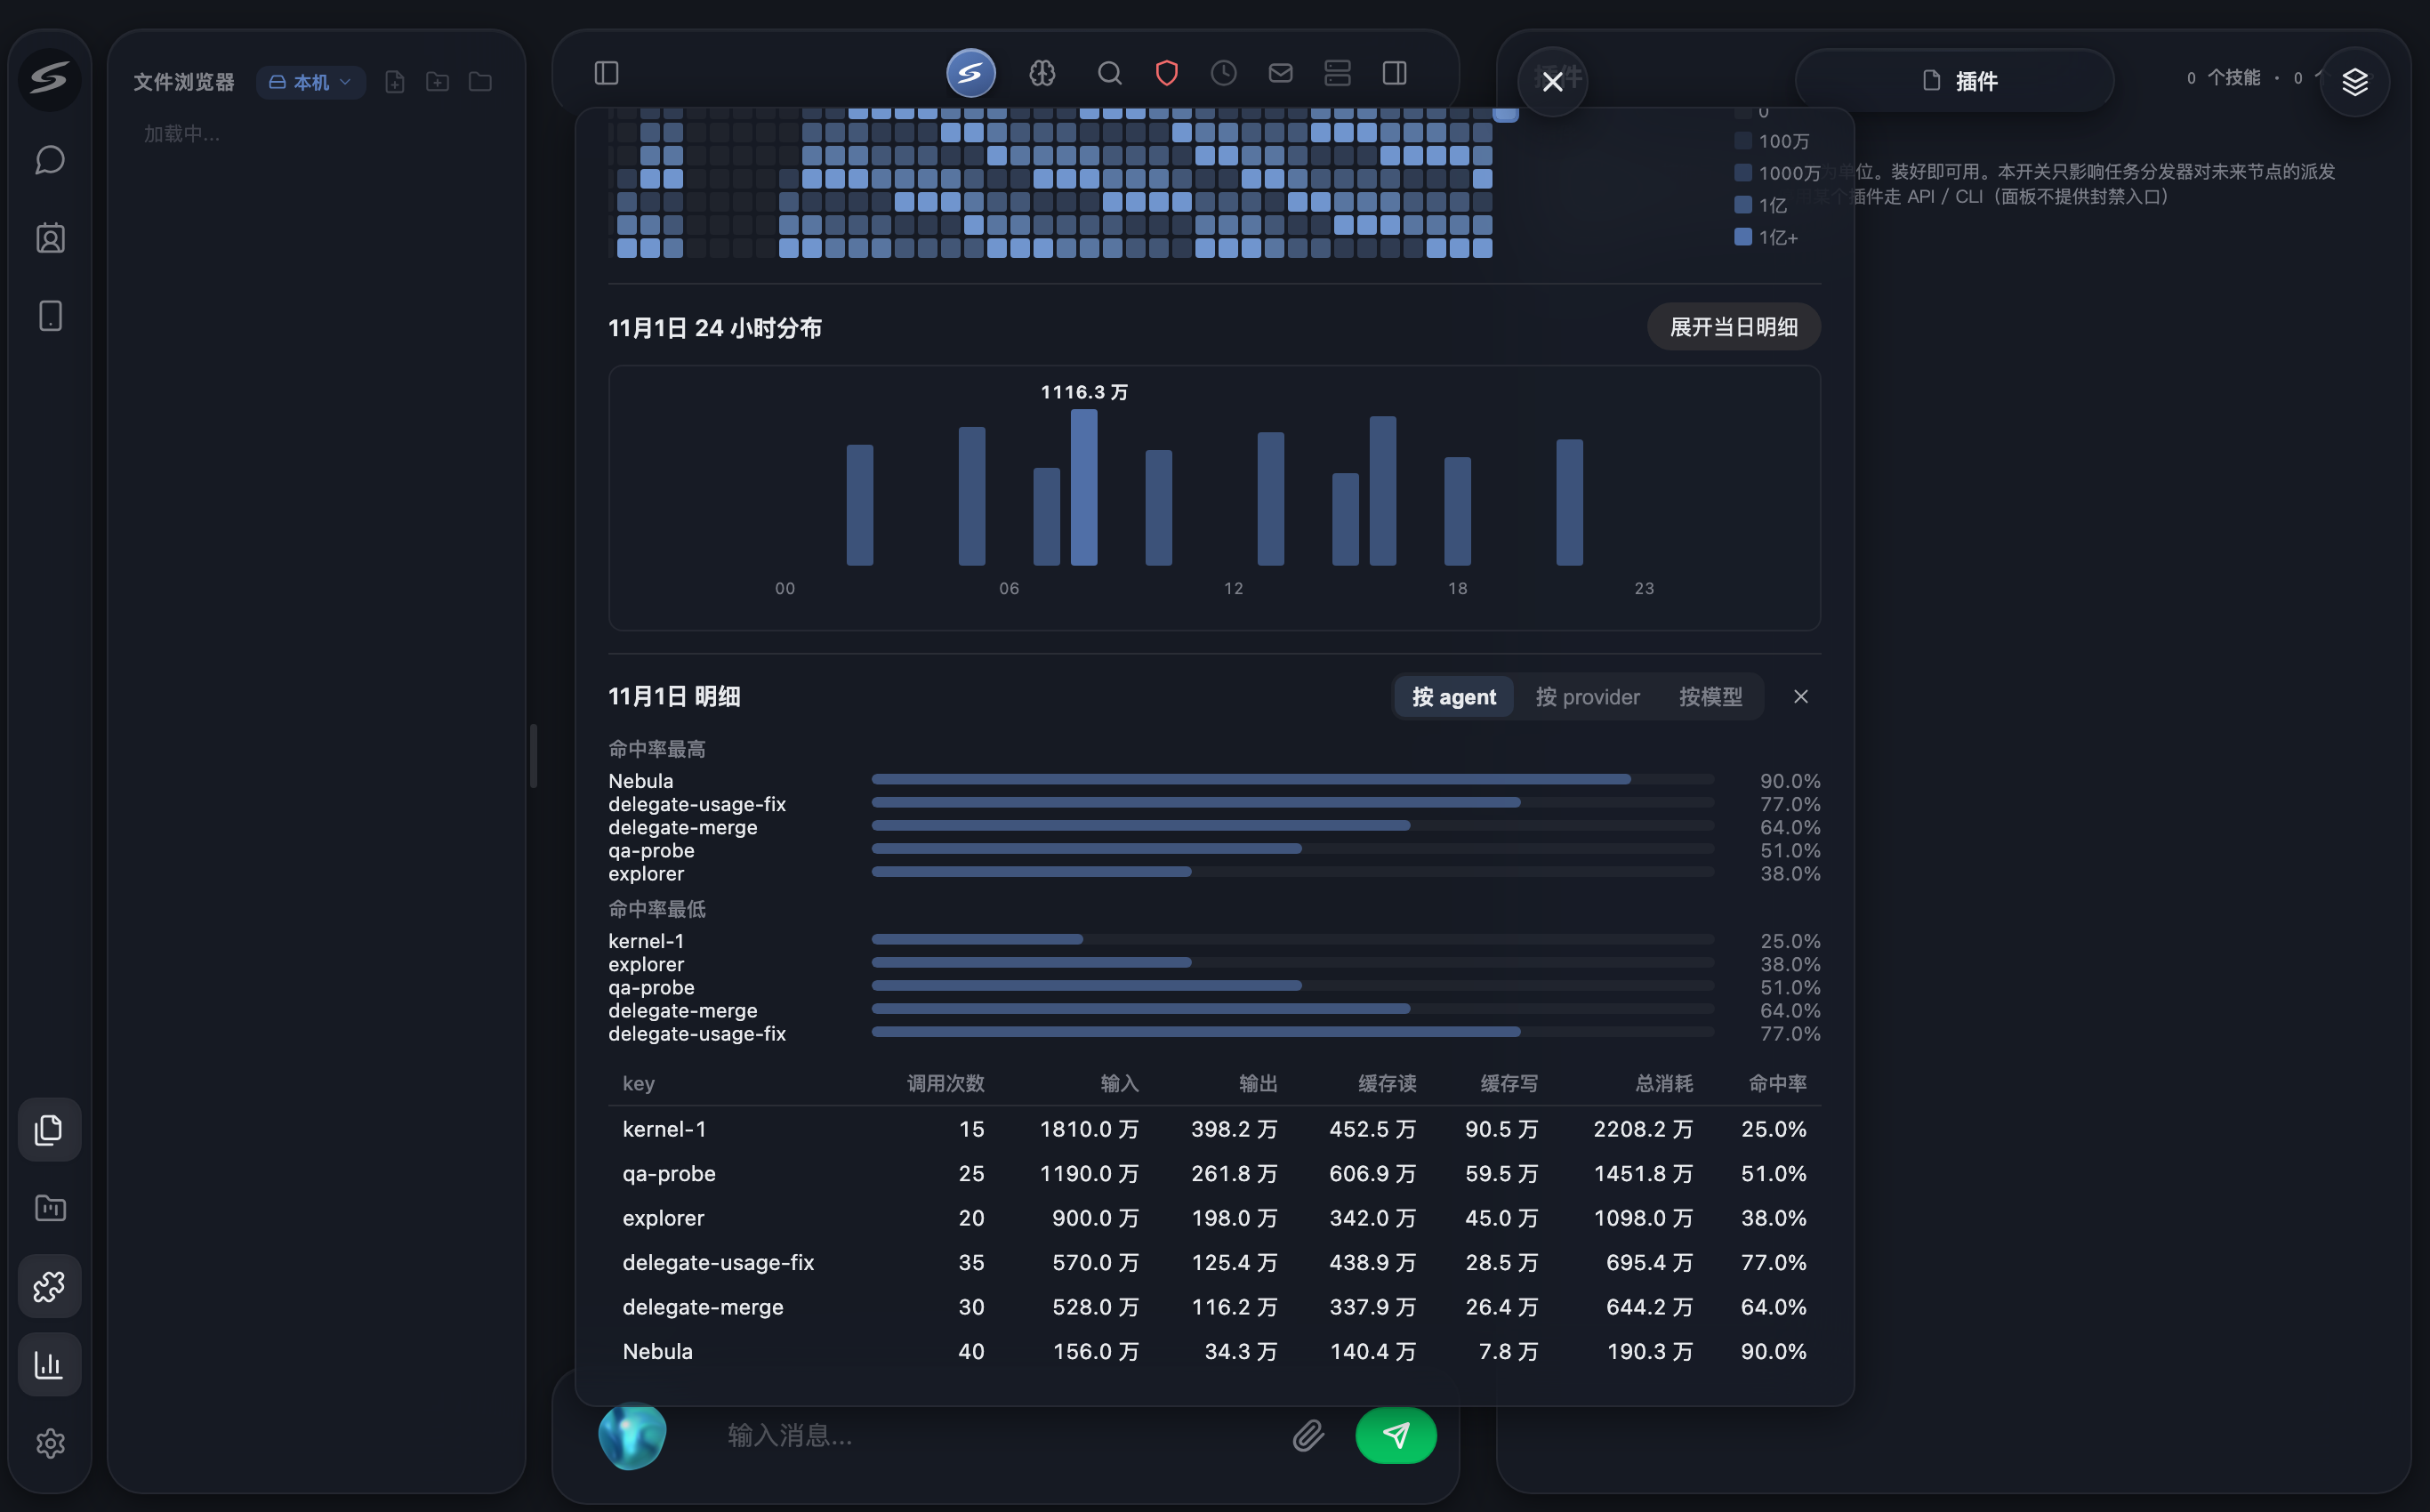 文件浏览器 本机
加载中...
插件
0 个技能 · 0
0
100万
1000万
1亿
1亿+
单位。装好即可用。本开关只影响任务分发器对未来节点的派发
插件走 API / CLI（面板不提供封禁入口）
11月1日 24 小时分布 展开当日明细
1116.3 万
00 06 12 18 23
11月1日 明细 按 agent 按 provider 按模型
命中率最高
Nebula 90.0%
delegate-usage-fix 77.0%
delegate-merge 64.0%
qa-probe 51.0%
explorer 38.0%
命中率最低
kernel-1 25.0%
explorer 38.0%
qa-probe 51.0%
delegate-merge 64.0%
delegate-usage-fix 77.0%
key 调用次数 输入 输出 缓存读 缓存写 总消耗 命中率
kernel-1 15 1810.0 万 398.2 万 452.5 万 90.5 万 2208.2 万 25.0%
qa-probe 25 1190.0 万 261.8 万 606.9 万 59.5 万 1451.8 万 51.0%
explorer 20 900.0 万 198.0 万 342.0 万 45.0 万 1098.0 万 38.0%
delegate-usage-fix 35 570.0 万 125.4 万 438.9 万 28.5 万 695.4 万 77.0%
delegate-merge 30 528.0 万 116.2 万 337.9 万 26.4 万 644.2 万 64.0%
Nebula 40 156.0 万 34.3 万 140.4 万 7.8 万 190.3 万 90.0%
输入消息...